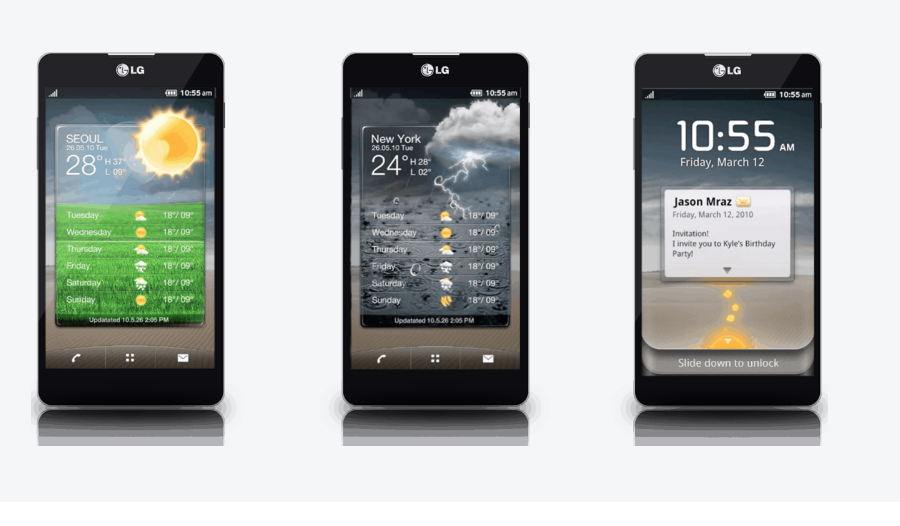 LG
10:55 am
SEOUL
26.05.10 Tue
28° H 37°
L 09°
Tuesday 18°/ 09°
Wednesday 18°/ 09°
Thursday 18°/ 09°
Friday 18°/ 09°
Saturday 18°/ 09°
Sunday 18°/ 09°
Updatated 10.5.26 2:05 PM
LG
10:55 am
New York
26.05.10 Tue
24° H 28°
L 02°
Tuesday 18°/ 09°
Wednesday 18°/ 09°
Thursday 18°/ 09°
Friday 18°/ 09°
Saturday 18°/ 09°
Sunday 18°/ 09°
Updatated 10.5.26 2:05 PM
LG
10:55 am
10:55 AM
Friday, March 12
Jason Mraz
Friday, March 12, 2010
Invitation!
I invite you to Kyle's Birthday
Party!
Slide down to unlock